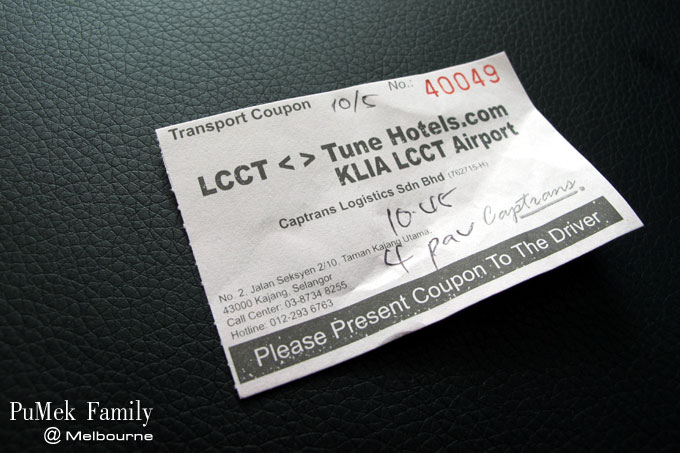 Transport Coupon 10/5 No.: 40049
LCCT < > Tune Hotels.com
KLIA LCCT Airport
Captrans Logistics Sdn Bhd (762715-H)
4 pax Captrans.
No. 2, Jalan Seksyen 2/10, Taman Kajang Utama,
43000 Kajang, Selangor
Call Center: 03-8734 8255
Hotline: 012-293 6763
Please Present Coupon To The Driver
PuMek Family
@ Melbourne